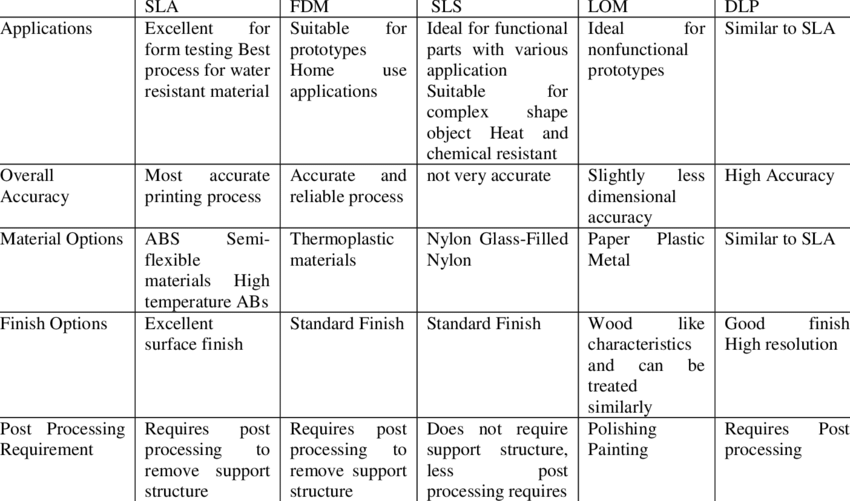 SLA FDM SLS LOM DLP
Applications
Excellent for
form testing Best
process for water
resistant material
Suitable for
prototypes
Home use
applications
Ideal for functional
parts with various
application
Suitable for
complex shape
object Heat and
chemical resistant
Ideal for
nonfunctional
prototypes
Similar to SLA
Overall
Accuracy
Most accurate
printing process
Accurate and
reliable process
not very accurate
Slightly less
dimensional
accuracy
High Accuracy
Material Options
ABS Semi-
flexible
materials High
temperature ABs
Thermoplastic
materials
Nylon Glass-Filled
Nylon
Paper Plastic
Metal
Similar to SLA
Finish Options
Excellent
surface finish
Standard Finish
Standard Finish
Wood like
characteristics
and can be
treated
similarly
Good finish
High resolution
Post Processing
Requirement
Requires post
processing to
remove support
structure
Requires post
processing to
remove support
structure
Does not require
support structure,
less post
processing requires
Polishing
Painting
Requires Post
processing